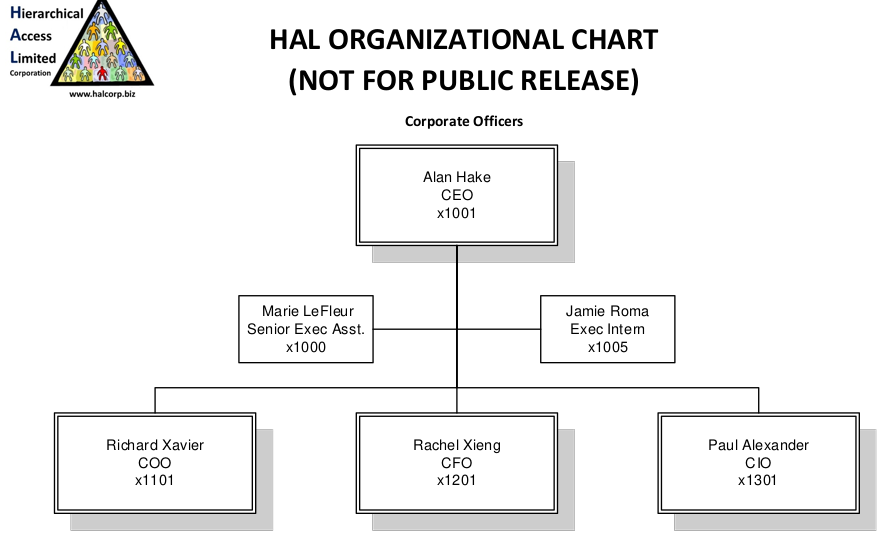 Hierarchical
Access
Limited
Corporation
www.halcorp.biz
HAL ORGANIZATIONAL CHART
(NOT FOR PUBLIC RELEASE)
Corporate Officers
Alan Hake
CEO
x1001
Marie LeFleur
Senior Exec Asst.
x1000
Jamie Roma
Exec Intern
x1005
Richard Xavier
COO
x1101
Rachel Xieng
CFO
x1201
Paul Alexander
CIO
x1301